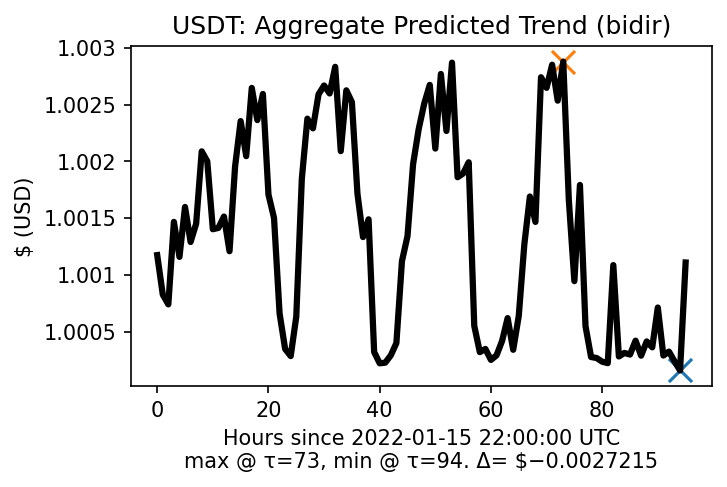 USDT: Aggregate Predicted Trend (bidir)
1.003
1.0025
1.002
1.0015
1.001
1.0005
$ (USD)
0 20 40 60 80
Hours since 2022-01-15 22:00:00 UTC
max @ τ=73, min @ τ=94. Δ= $−0.0027215